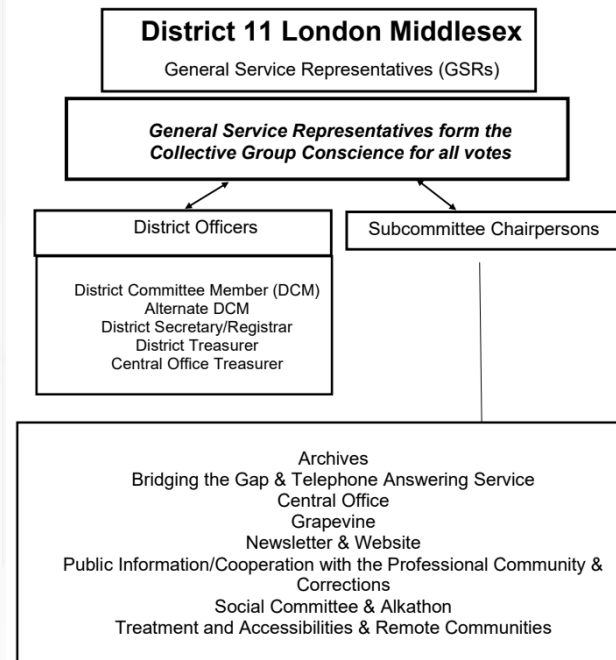 District 11 London Middlesex
General Service Representatives (GSRs)
General Service Representatives form the
Collective Group Conscience for all votes
District Officers
Subcommittee Chairpersons
District Committee Member (DCM)
Alternate DCM
District Secretary/Registrar
District Treasurer
Central Office Treasurer
Archives
Bridging the Gap & Telephone Answering Service
Central Office
Grapevine
Newsletter & Website
Public Information/Cooperation with the Professional Community &
Corrections
Social Committee & Alkathon
Treatment and Accessibilities & Remote Communities